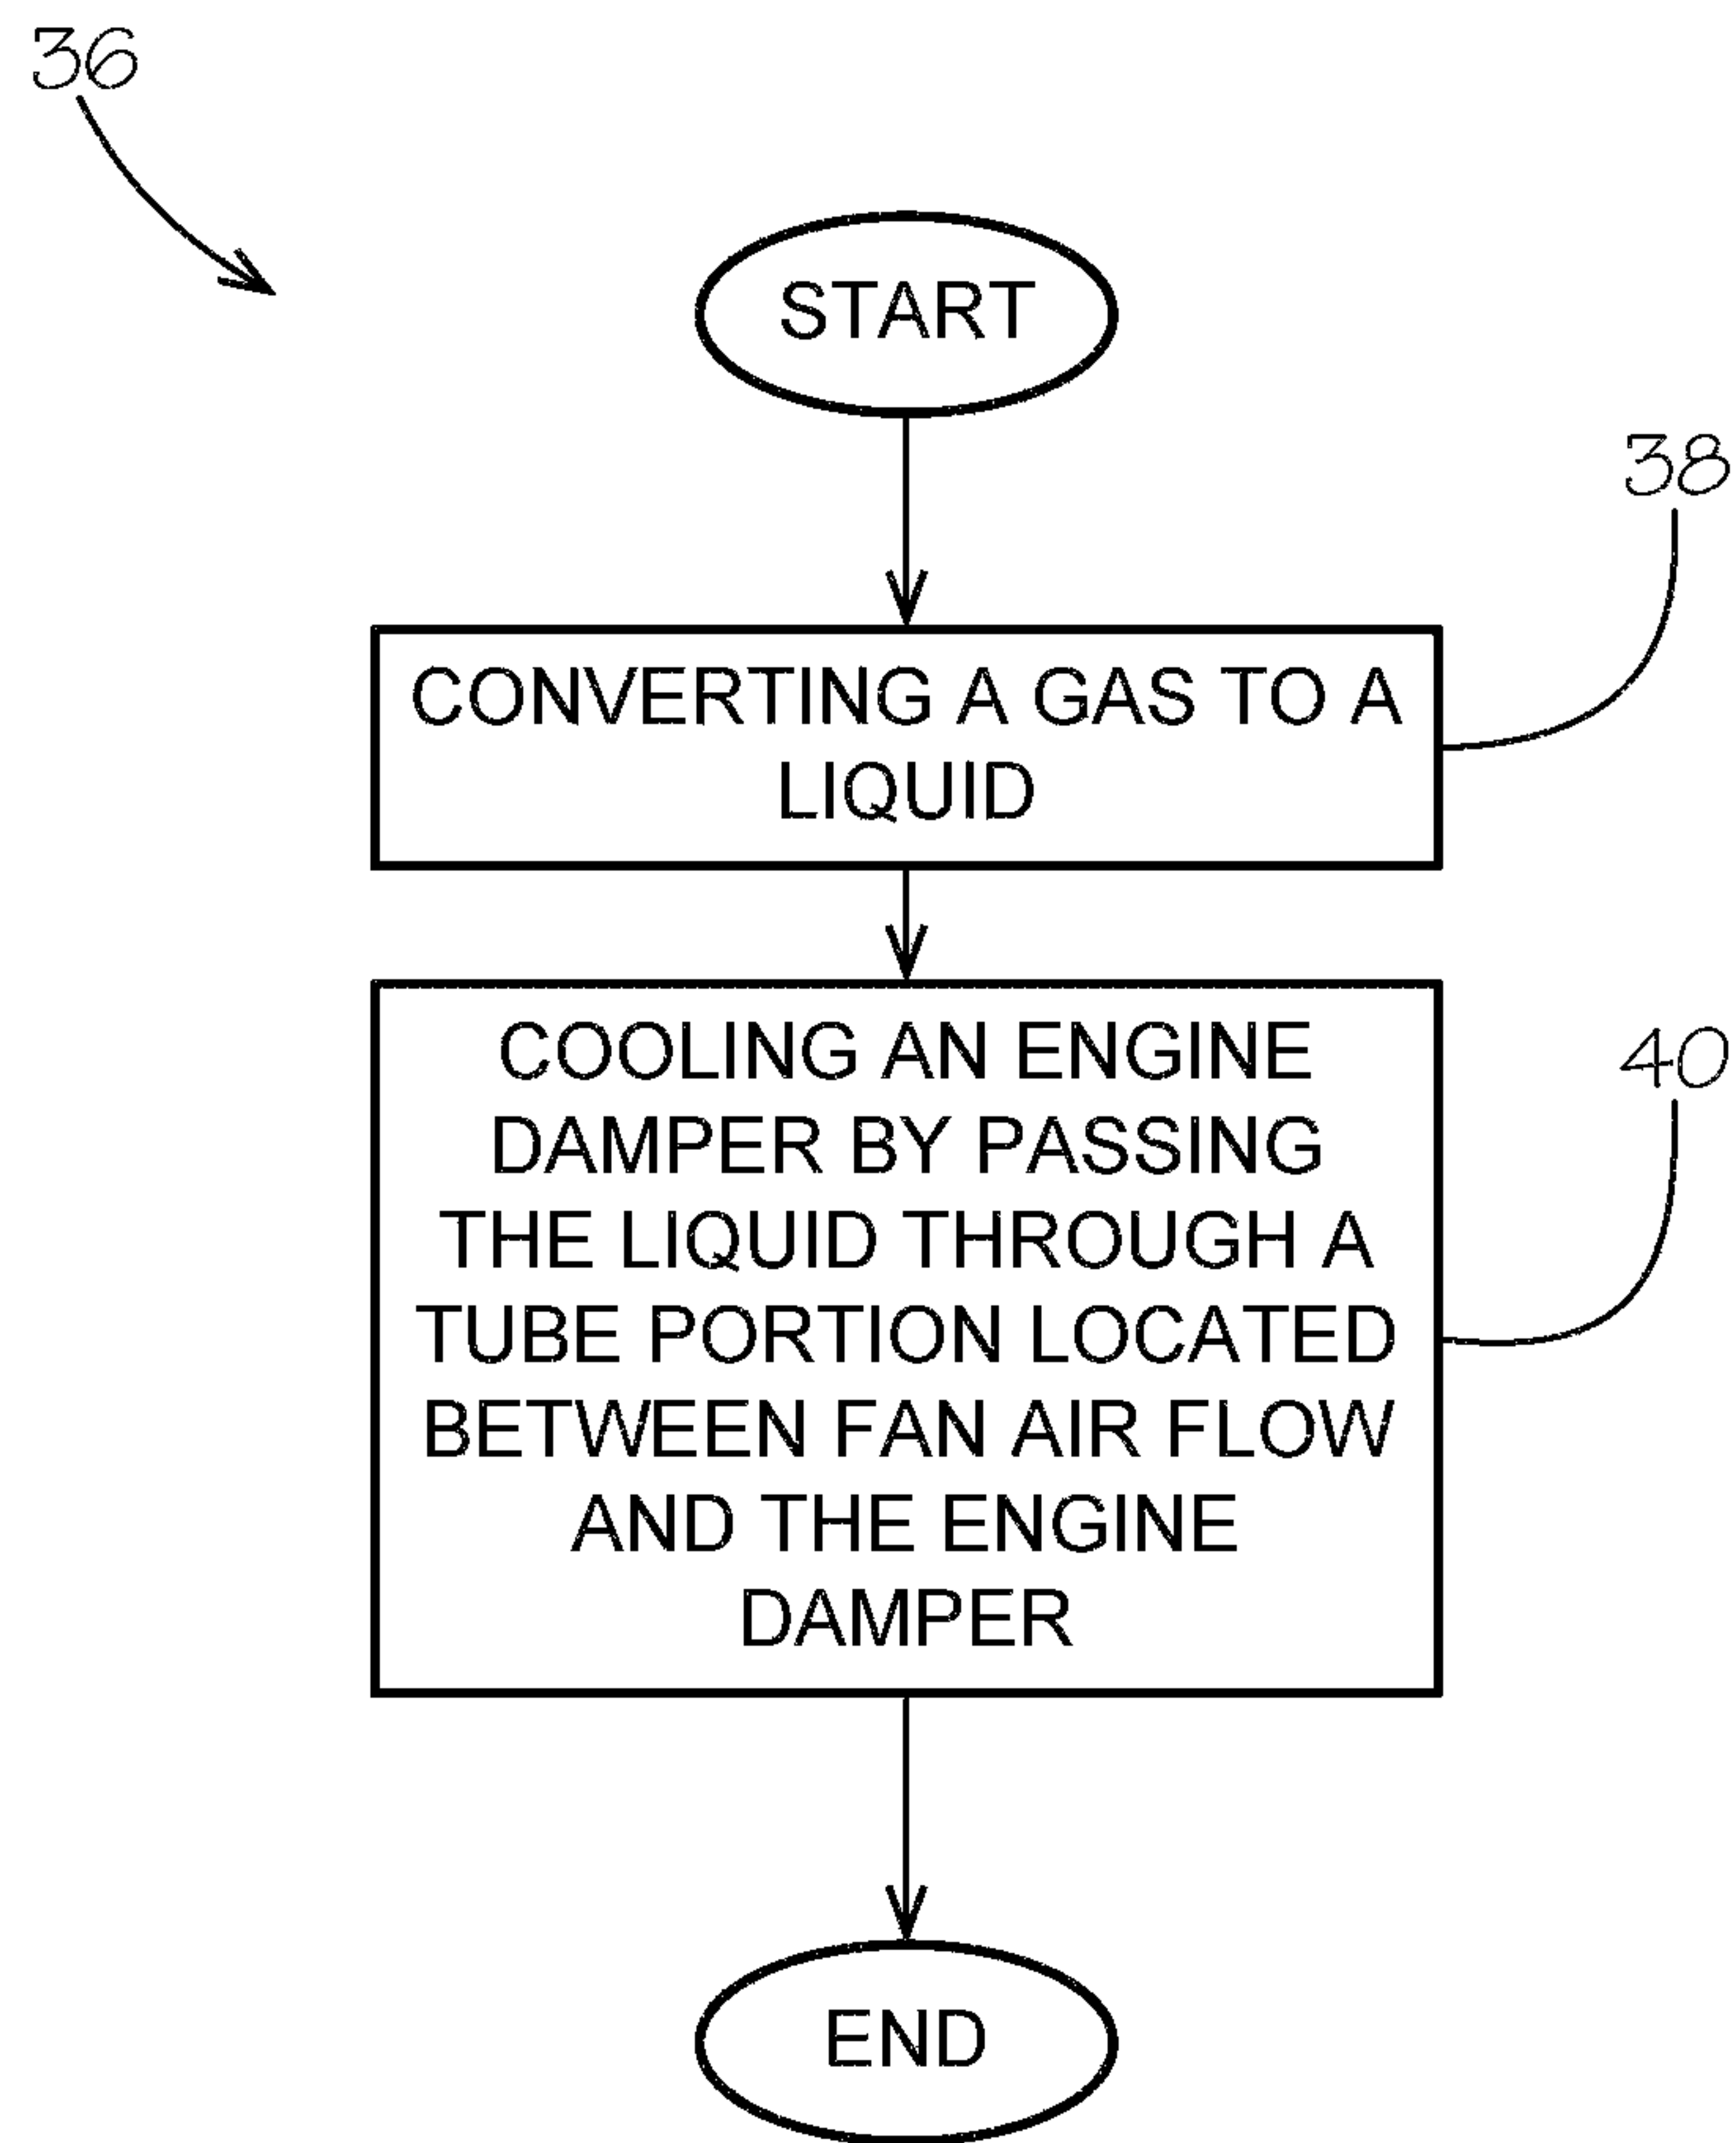 36
START
38
CONVERTING A GAS TO A
LIQUID
COOLING AN ENGINE
DAMPER BY PASSING
THE LIQUID THROUGH A
TUBE PORTION LOCATED
BETWEEN FAN AIR FLOW
AND THE ENGINE
DAMPER
40
END